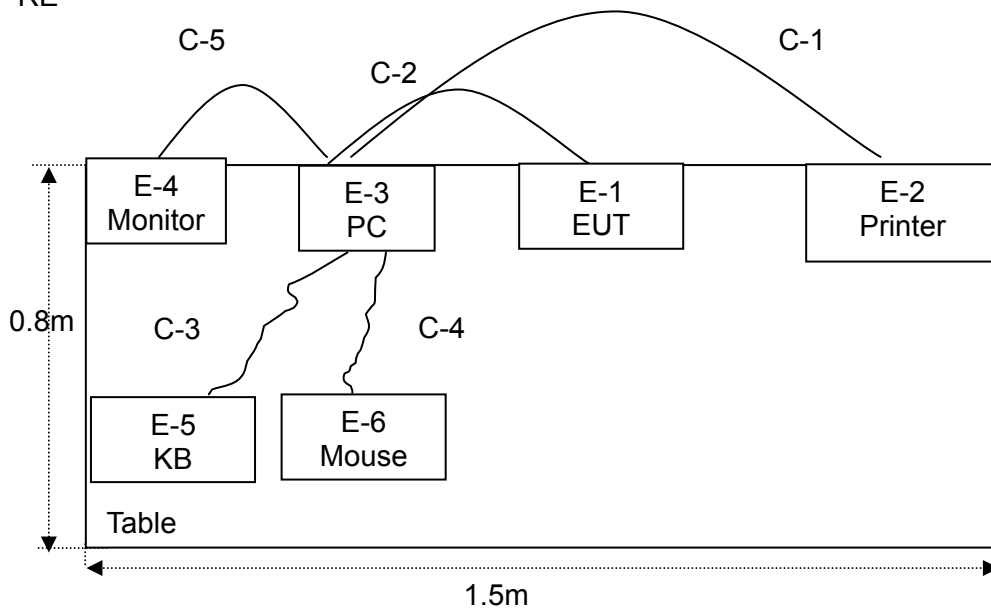 C-5
C-1
C-2
E-4
Monitor
E-3
PC
E-1
EUT
E-2
Printer
0.8m
C-3
C-4
E-5
KB
E-6
Mouse
Table
1.5m